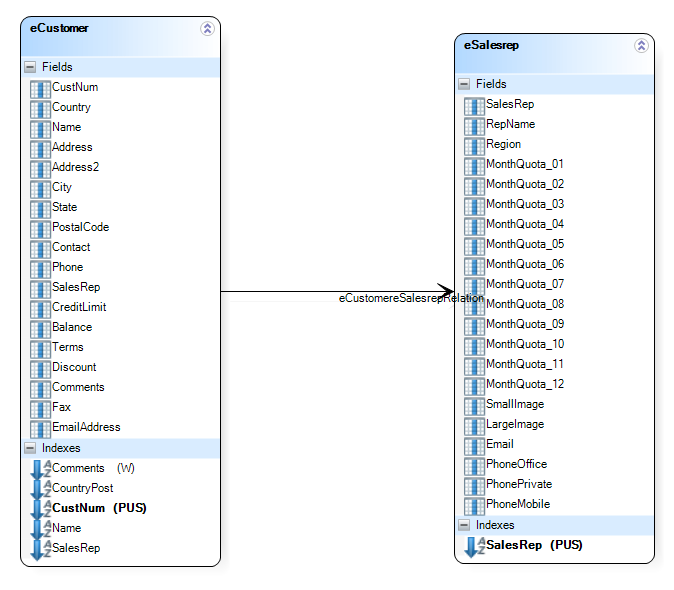 eCustomer
Fields
CustNum
Country
Name
Address
Address2
City
State
PostalCode
Contact
Phone
SalesRep
CreditLimit
Balance
Terms
Discount
Comments
Fax
EmailAddress
Indexes
Comments (W)
CountryPost
CustNum (PUS)
Name
SalesRep
eCustomereSalesrepRelation
eSalesrep
Fields
SalesRep
RepName
Region
MonthQuota_01
MonthQuota_02
MonthQuota_03
MonthQuota_04
MonthQuota_05
MonthQuota_06
MonthQuota_07
MonthQuota_08
MonthQuota_09
MonthQuota_10
MonthQuota_11
MonthQuota_12
SmallImage
LargeImage
Email
PhoneOffice
PhonePrivate
PhoneMobile
Indexes
SalesRep (PUS)